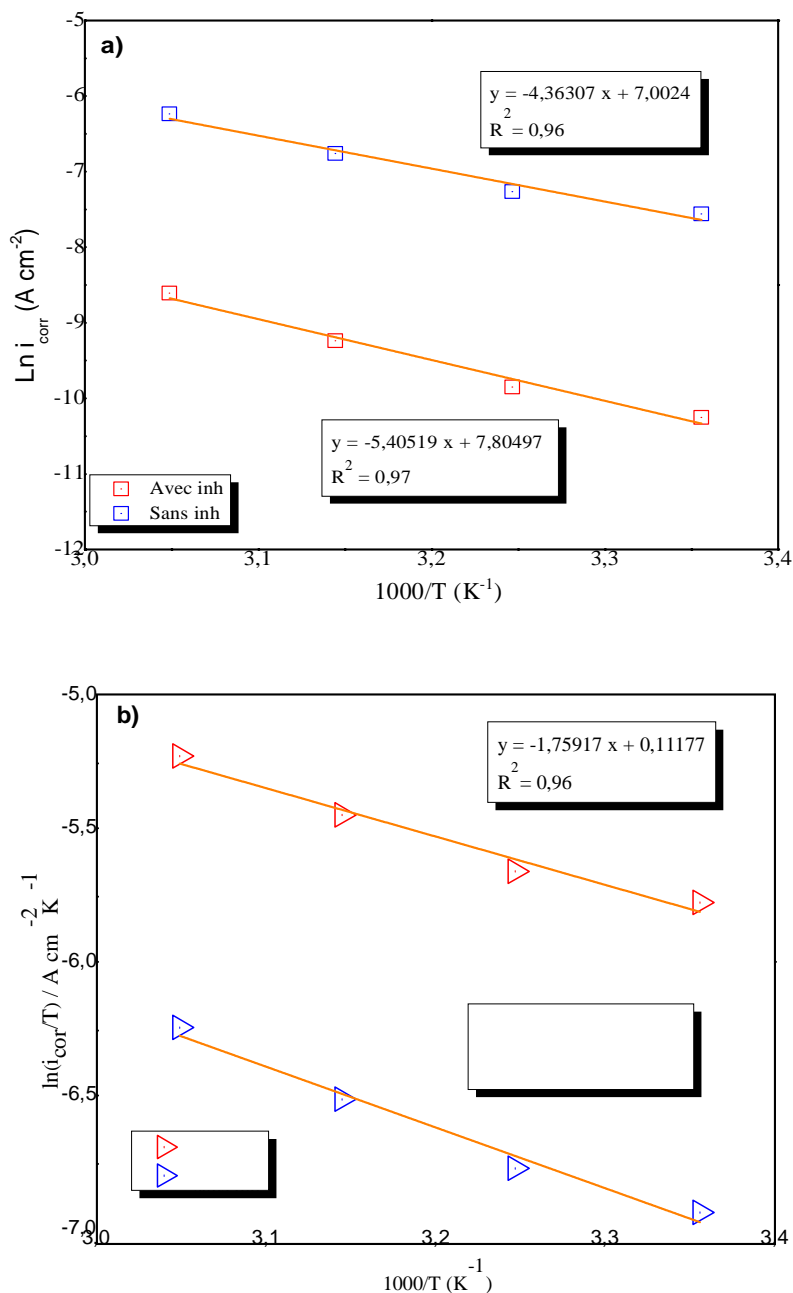 a)
-5
-6
-7
-8
-9
-10
-11
-12
Ln i corr (A cm-2)
y = -4,36307 x + 7,0024
R2 = 0,96
y = -5,40519 x + 7,80497
R2 = 0,97
Avec inh
Sans inh
3,0 3,1 3,2 3,3 3,4
1000/T (K-1)
b)
-5,0
-5,5
-6,0
-6,5
-7,0
ln(icor/T) / A cm-2 K-1
y = -1,75917 x + 0,11177
R2 = 0,96
3,0 3,1 3,2 3,3 3,4
1000/T (K-1)